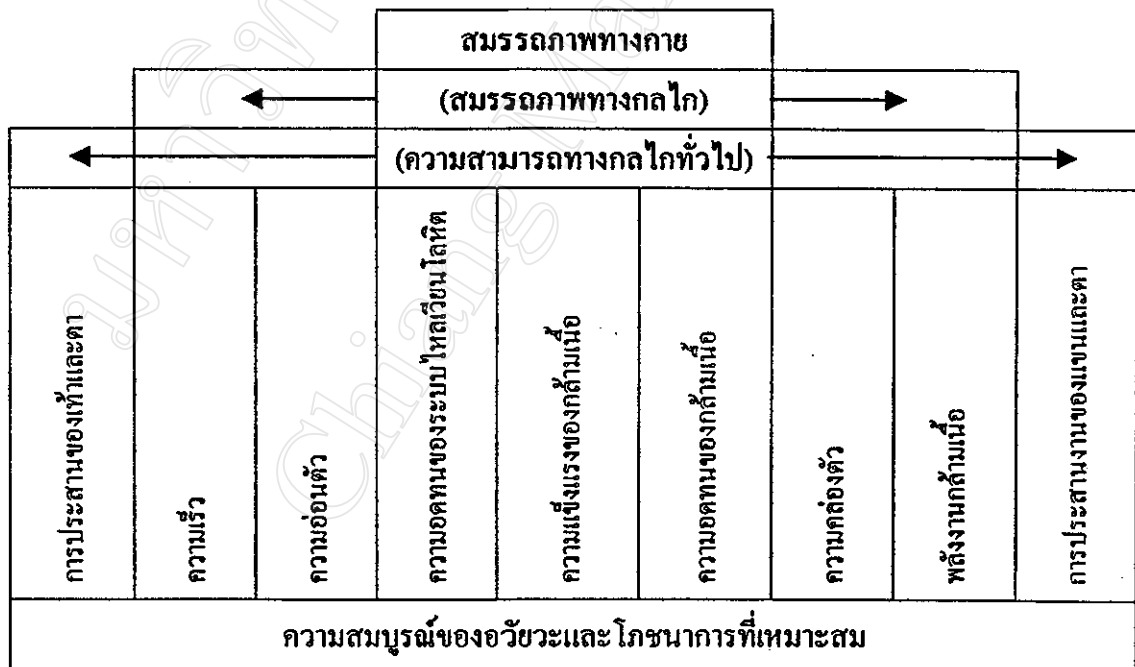 สมรรถภาพทางกาย
(สมรรถภาพทางกลไก)
(ความสามารถทางกลไกทั่วไป)
การประสานของเท้าและตา
ความเร็ว
ความอ่อนตัว
ความอดทนของระบบไหลเวียนโลหิต
ความแข็งแรงของกล้ามเนื้อ
ความอดทนของกล้ามเนื้อ
ความคล่องตัว
พลังงานกล้ามเนื้อ
การประสานงานของแขนและตา
ความสมบูรณ์ของอวัยวะและโภชนาการที่เหมาะสม
Chiang Ma